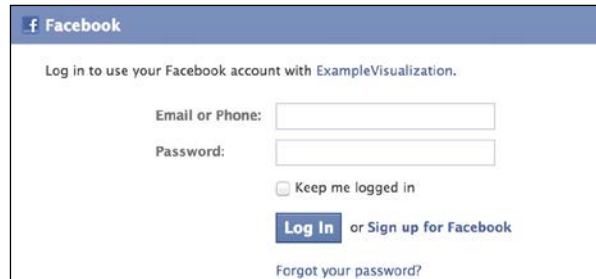 Facebook
Log in to use your Facebook account with ExampleVisualization.
Email or Phone:
Password:
Keep me logged in
Log In or Sign up for Facebook
Forgot your password?